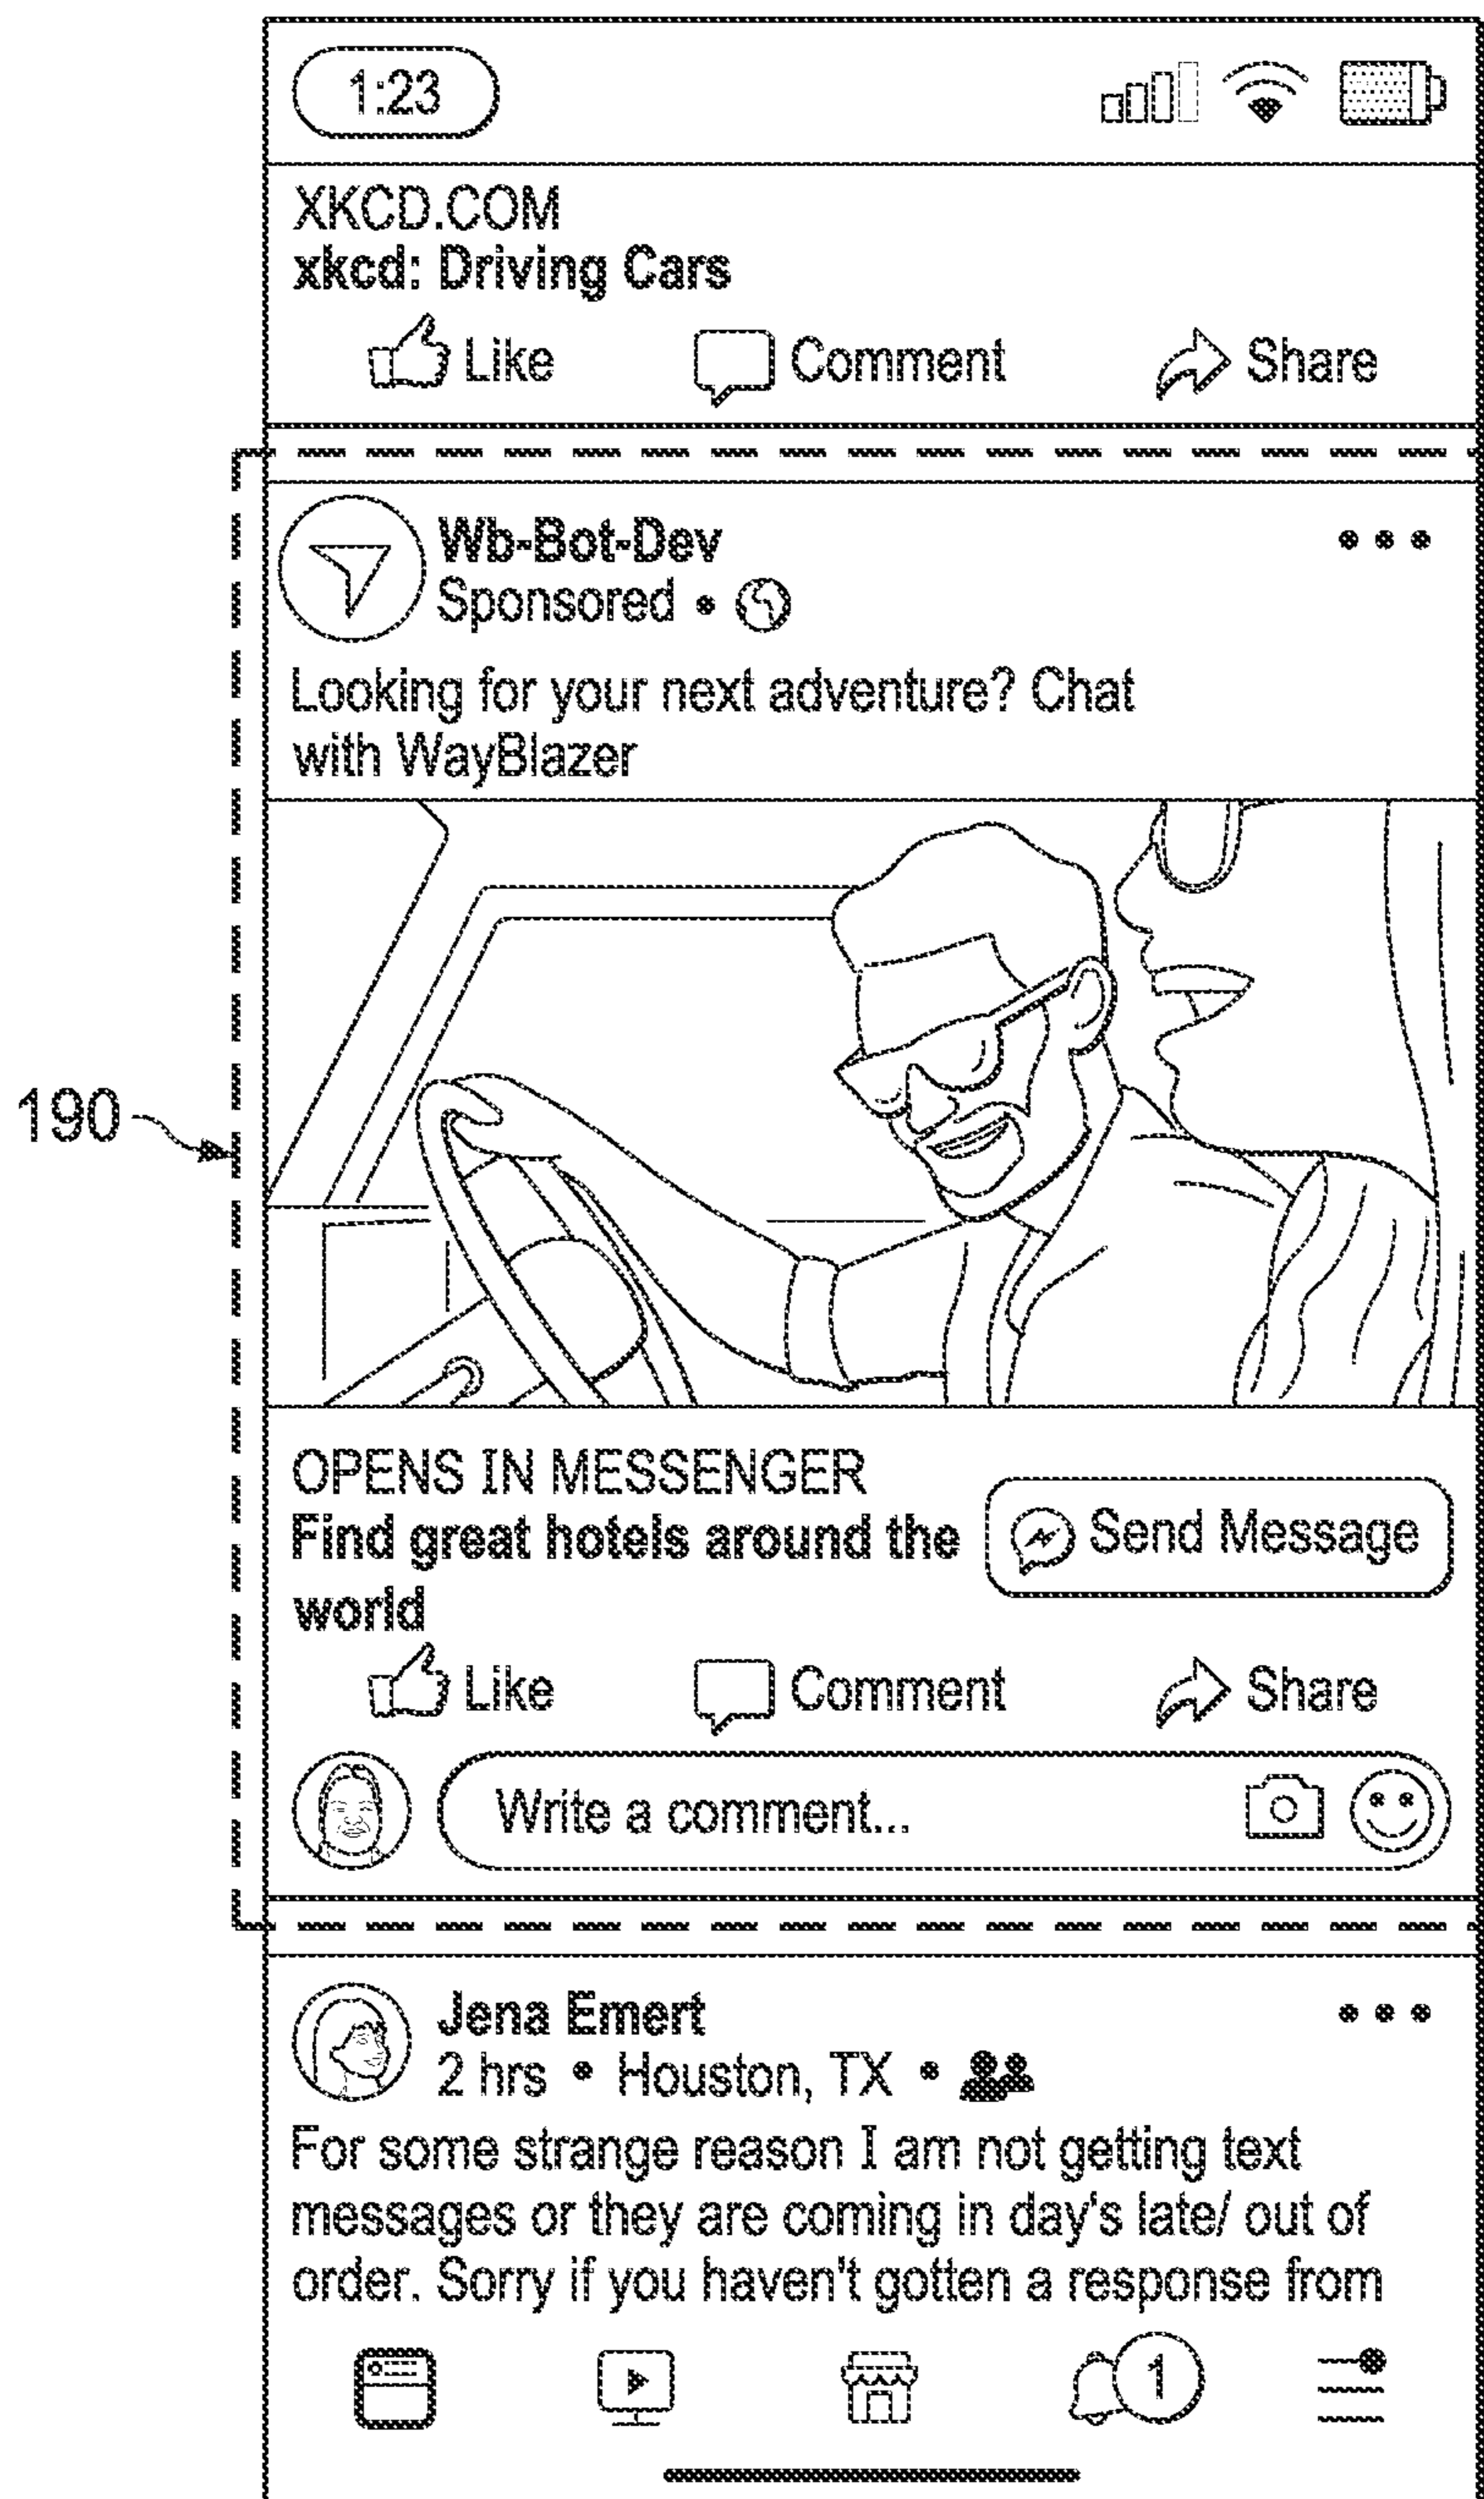 1:23
XKCD.COM
xkcd: Driving Cars
Like Comment Share
Wb-Bot-Dev
Sponsored •
Looking for your next adventure? Chat
with WayBlazer
190
OPENS IN MESSENGER
Find great hotels around the
world
Send Message
Like Comment Share
Write a comment...
Jena Emert
2 hrs • Houston, TX •
For some strange reason I am not getting text
messages or they are coming in day's late/ out of
order. Sorry if you haven't gotten a response from
1